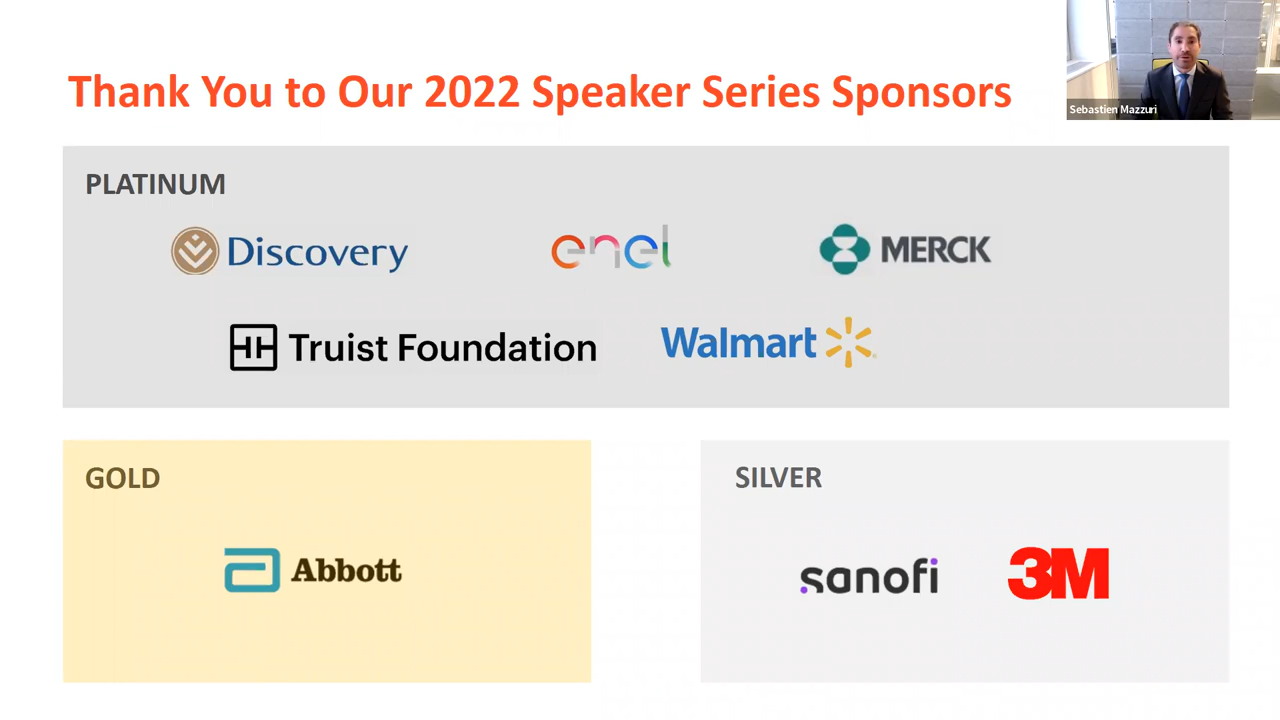 Thank You to Our 2022 Speaker Series Sponsors
Sebastien Mazzuri
PLATINUM
Discovery
enel
MERCK
Truist Foundation
Walmart
GOLD
Abbott
SILVER
sanofi
3M